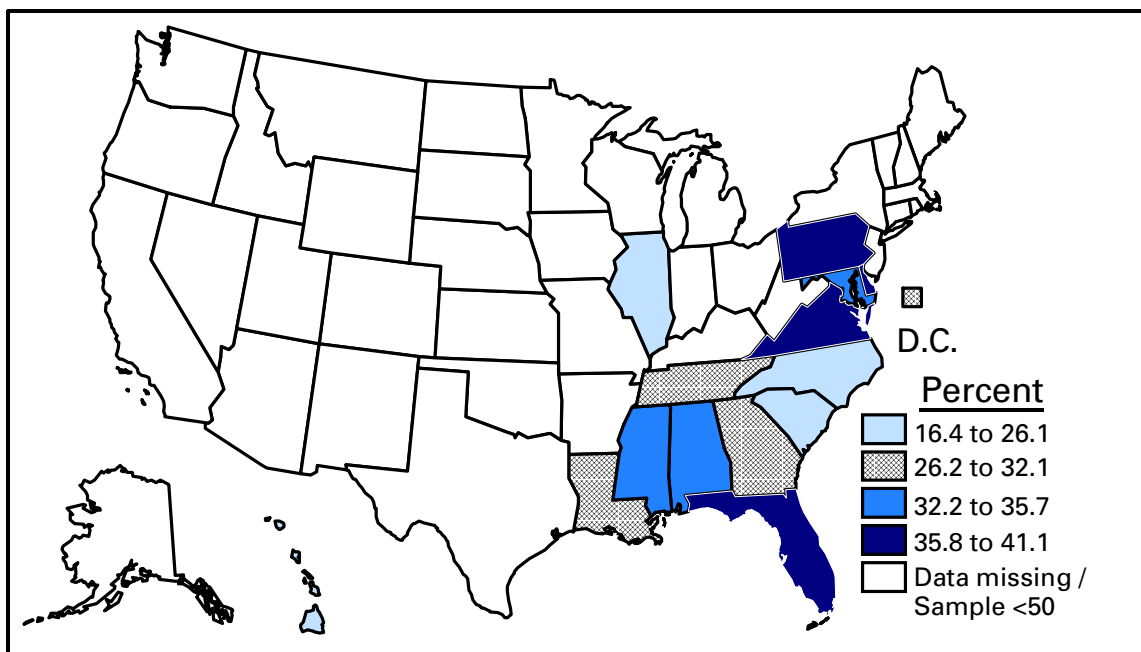 D.C.
Percent
16.4 to 26.1
26.2 to 32.1
32.2 to 35.7
35.8 to 41.1
Data missing /
Sample <50